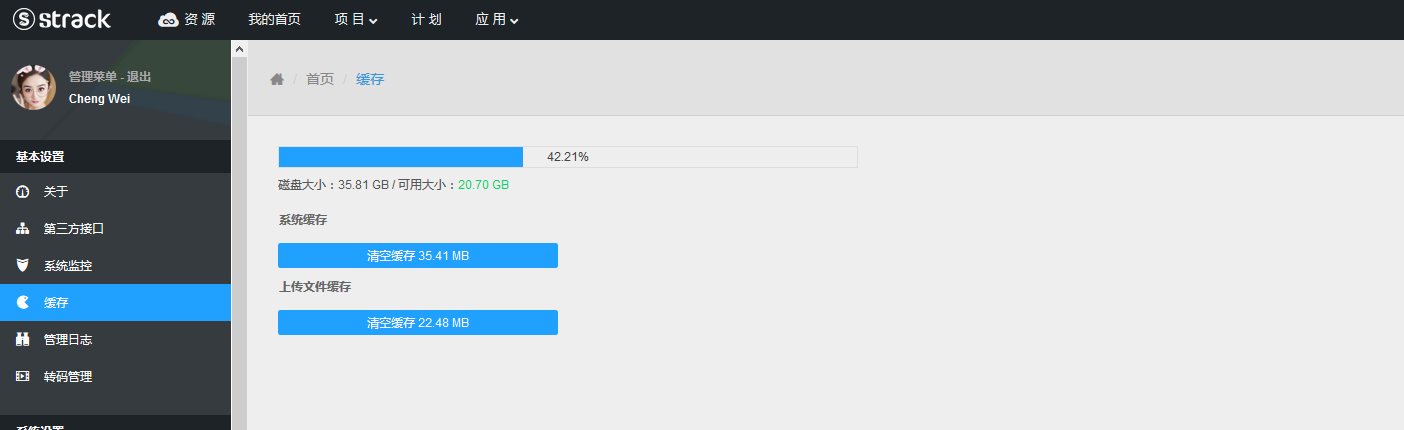 strack 资 源 我的首页 项 目 计 划 应 用
管理菜单 - 退出
Cheng Wei
/ 首页 / 缓存
基本设置
关于
第三方接口
系统监控
缓存
管理日志
转码管理
系统设置
42.21%
磁盘大小：35.81 GB / 可用大小：20.70 GB
系统缓存
清空缓存 35.41 MB
上传文件缓存
清空缓存 22.48 MB